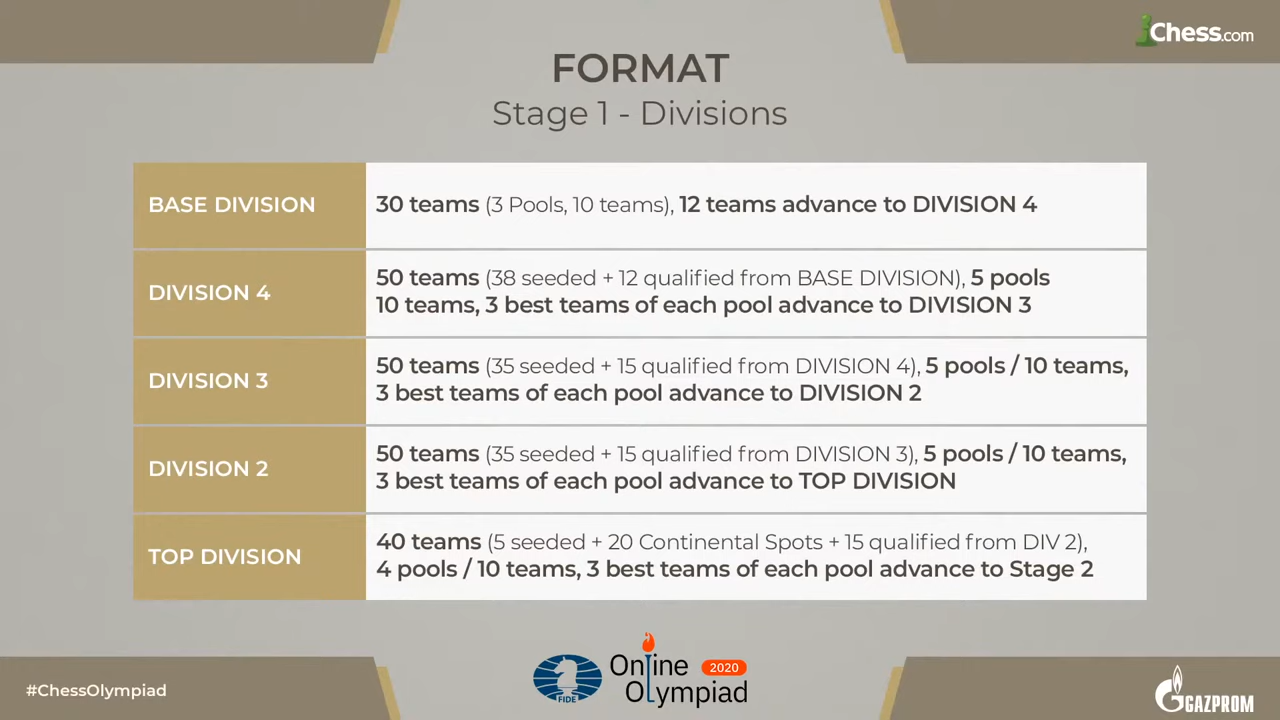 Chess.com
FORMAT
Stage 1 - Divisions
BASE DIVISION
30 teams (3 Pools, 10 teams), 12 teams advance to DIVISION 4
DIVISION 4
50 teams (38 seeded + 12 qualified from BASE DIVISION), 5 pools
10 teams, 3 best teams of each pool advance to DIVISION 3
DIVISION 3
50 teams (35 seeded + 15 qualified from DIVISION 4), 5 pools / 10 teams,
3 best teams of each pool advance to DIVISION 2
DIVISION 2
50 teams (35 seeded + 15 qualified from DIVISION 3), 5 pools / 10 teams,
3 best teams of each pool advance to TOP DIVISION
TOP DIVISION
40 teams (5 seeded + 20 Continental Spots + 15 qualified from DIV 2),
4 pools / 10 teams, 3 best teams of each pool advance to Stage 2
#ChessOlympiad
FIDE
Online 2020
Olympiad
GAZPROM